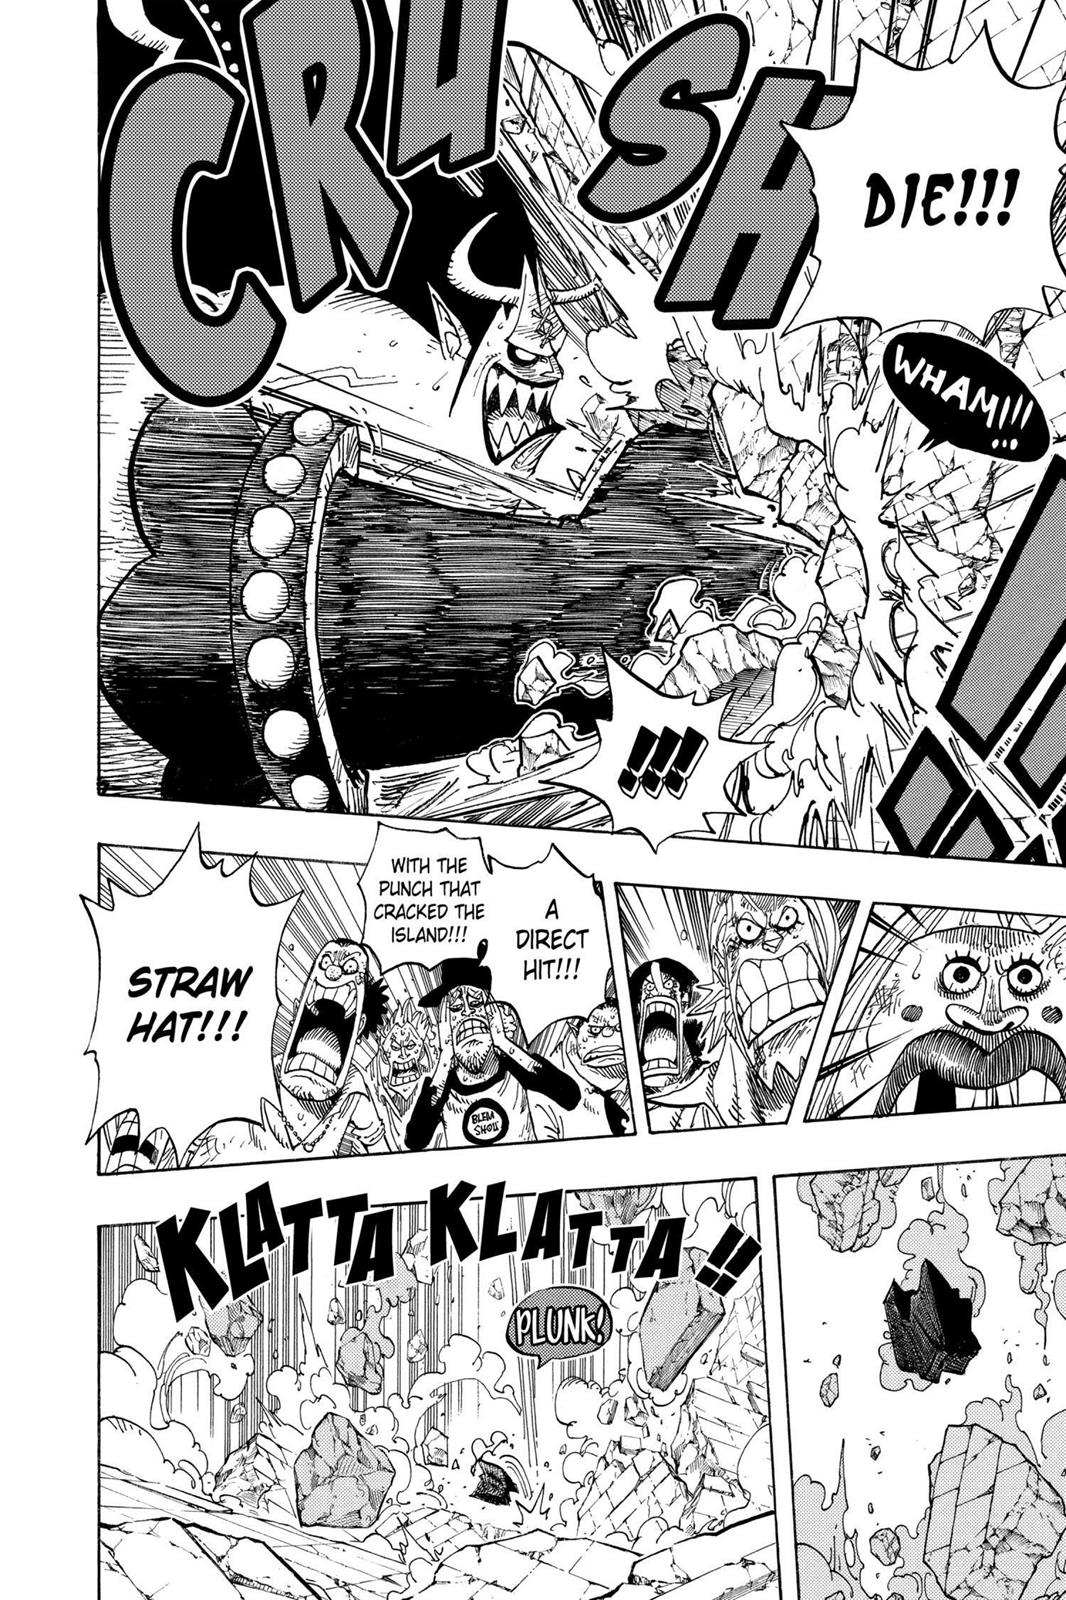 CRUSH
DIE!!!
WHAM!!!
!!
!!!
A
DIRECT
HIT!!!
WITH THE
PUNCH THAT
CRACKED THE
ISLAND!!!
STRAW
HAT!!!
KLATTA KLATTA!!
PLUNK!